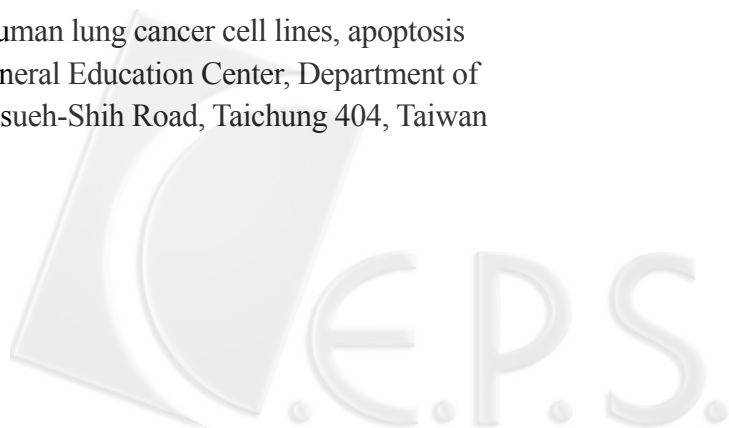 uman lung cancer cell lines, apoptosis
neral Education Center, Department of
sueh-Shih Road, Taichung 404, Taiwan
C.E.P.S.